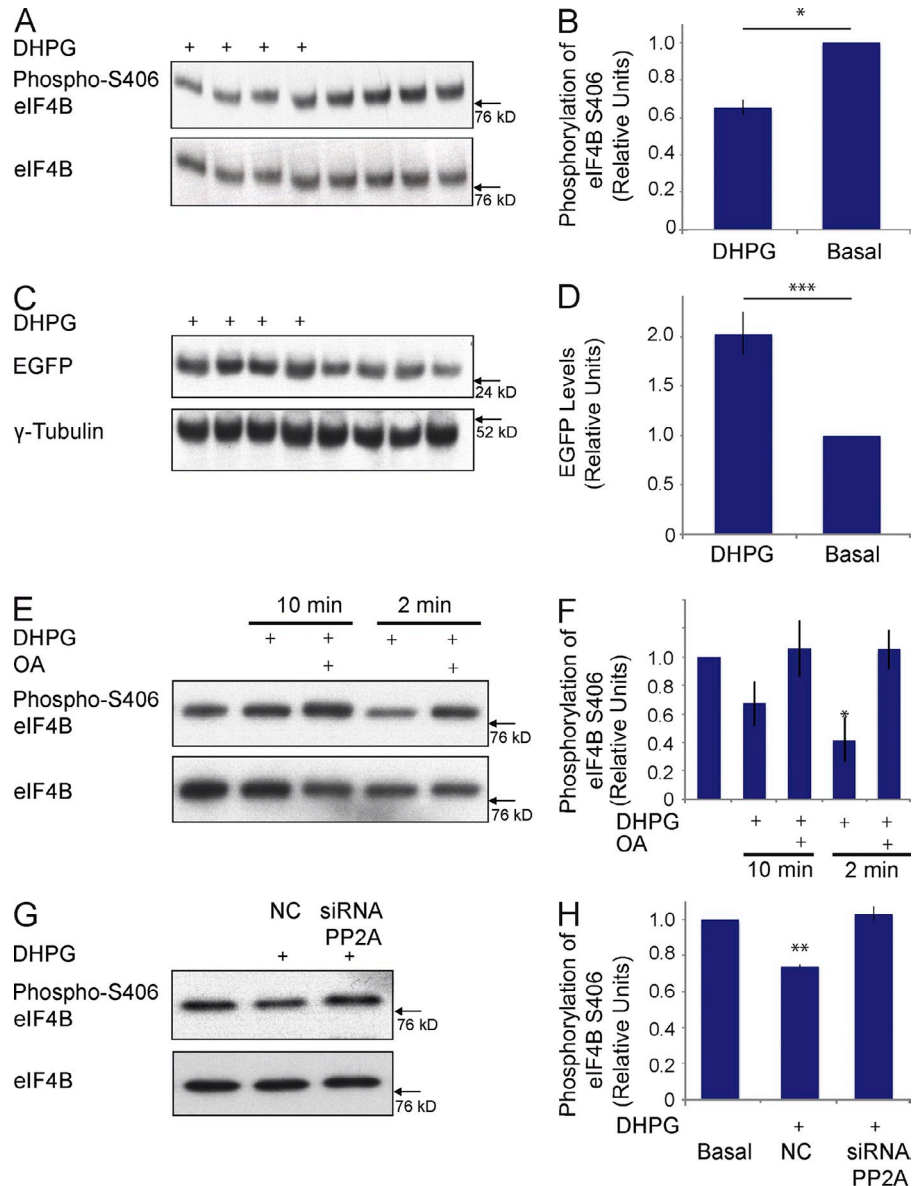 A
DHPG + + + +
Phospho-S406
eIF4B
76 kD
eIF4B
76 kD
B
*
Phosphorylation of
eIF4B S406
(Relative Units)
1.0
0.6
0.6
0.2
0
DHPG Basal
C
DHPG + + + +
EGFP
24 kD
γ-Tubulin
52 kD
D
***
EGFP Levels
(Relative Units)
2.0
1.5
1.0
0.5
0
DHPG Basal
E
10 min 2 min
DHPG + + + +
OA + +
Phospho-S406
eIF4B
76 kD
eIF4B
76 kD
F
Phosphorylation of
eIF4B S406
(Relative Units)
1.0
0.8
0.6
0.4
0.2
0
*
DHPG + + + +
OA + +
10 min 2 min
G
NC siRNA
PP2A
DHPG + +
Phospho-S406
eIF4B
76 kD
eIF4B
76 kD
H
Phosphorylation of
eIF4B S406
(Relative Units)
1.0
0.8
0.6
0.4
0.2
0
**
DHPG + +
Basal NC siRNA
PP2A